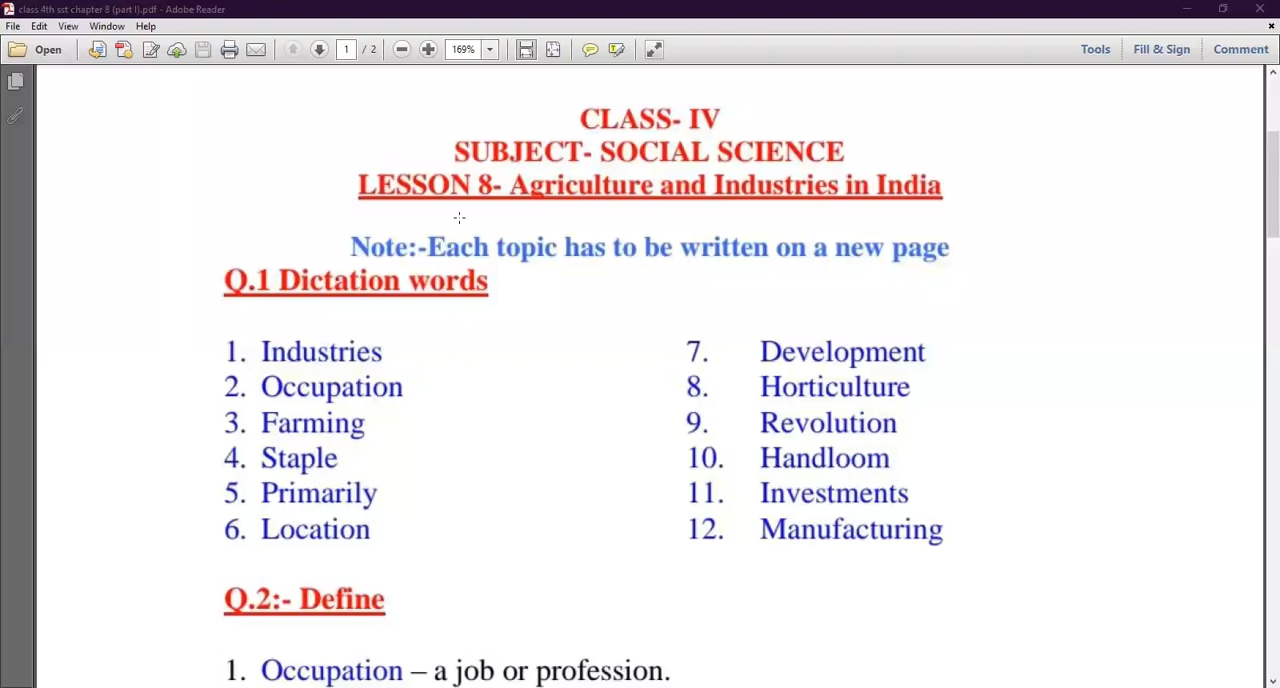 class 4th sst chapter 8 (part I).pdf - Adobe Reader
File Edit View Window Help
Open 1 / 2 169% Tools Fill & Sign Comment
CLASS- IV
SUBJECT- SOCIAL SCIENCE
LESSON 8- Agriculture and Industries in India
Note:-Each topic has to be written on a new page
Q.1 Dictation words
1. Industries 7. Development
2. Occupation 8. Horticulture
3. Farming 9. Revolution
4. Staple 10. Handloom
5. Primarily 11. Investments
6. Location 12. Manufacturing
Q.2:- Define
1. Occupation – a job or profession.